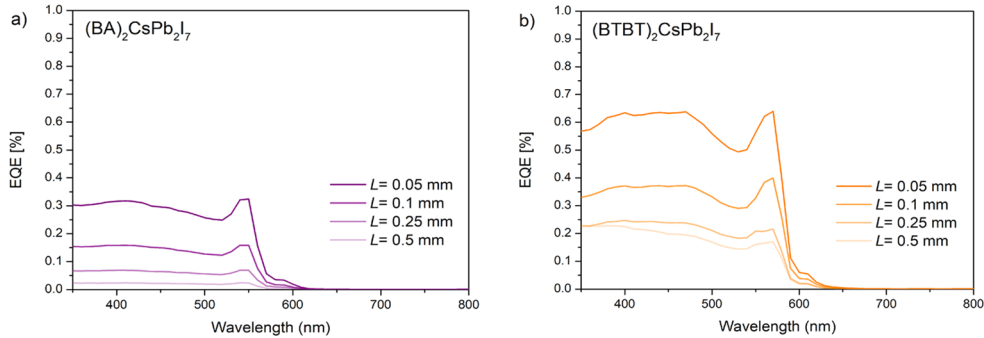 a)
(BA)₂CsPb₂I₇
1.0
0.9
0.8
0.7
0.6
0.5
0.4
0.3
0.2
0.1
0.0
EQE [%]
L= 0.05 mm
L= 0.1 mm
L= 0.25 mm
L= 0.5 mm
400 500 600 700 800
Wavelength (nm)
b)
(BTBT)₂CsPb₂I₇
1.0
0.9
0.8
0.7
0.6
0.5
0.4
0.3
0.2
0.1
0.0
EQE [%]
L= 0.05 mm
L= 0.1 mm
L= 0.25 mm
L= 0.5 mm
400 500 600 700 800
Wavelength (nm)